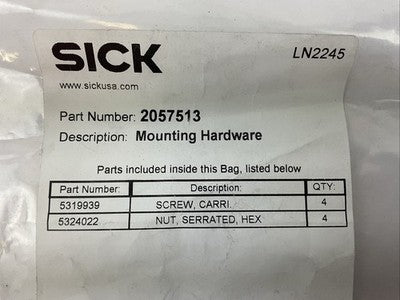 SICK
LN2245
www.sickusa.com
Part Number: 2057513
Description: Mounting Hardware
Parts included inside this Bag, listed below
Part Number: Description: QTY:
5319939 SCREW, CARRI. 4
5324022 NUT, SERRATED, HEX 4